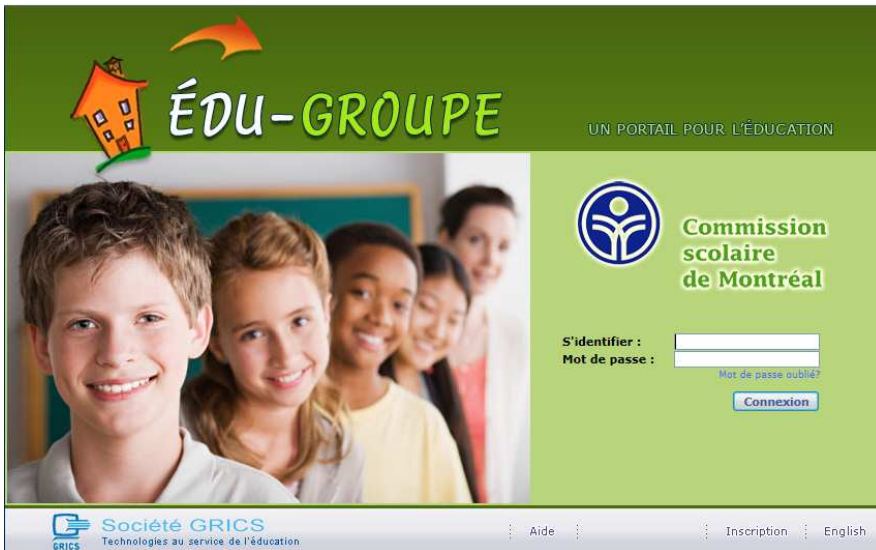 ÉDU-GROUPE
UN PORTAIL POUR L'ÉDUCATION
Commission
scolaire
de Montréal
S'identifier :
Mot de passe :
Mot de passe oublié?
Connexion
GRICS
Société GRICS
Technologies au service de l'éducation
Aide
Inscription
English